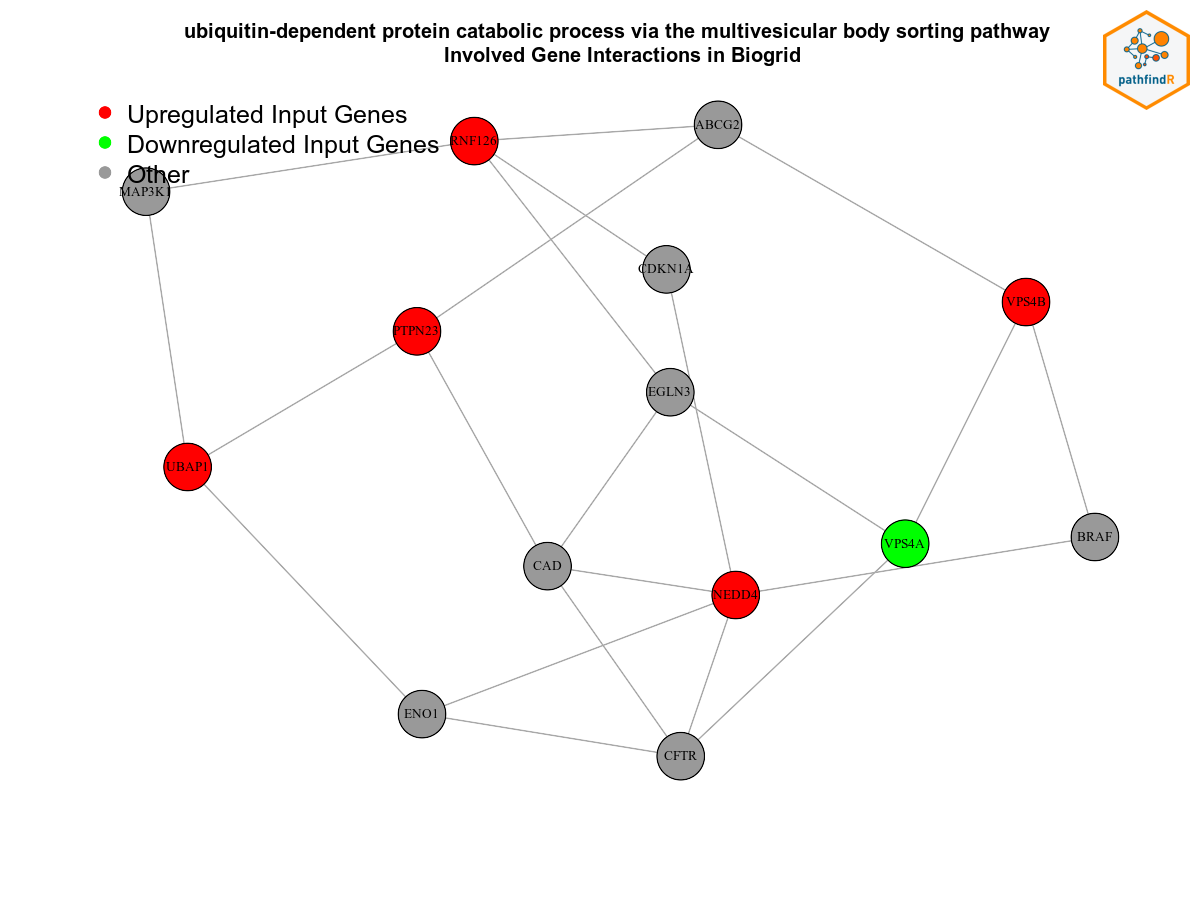 ubiquitin-dependent protein catabolic process via the multivesicular body sorting pathway
Involved Gene Interactions in Biogrid
pathfindR
Upregulated Input Genes
Downregulated Input Genes
Other
RNF126
ABCG2
MAP3K1
CDKN1A
VPS4B
PTPN23
EGLN3
UBAP1
BRAF
VPS4A
CAD
NEDD4
ENO1
CFTR